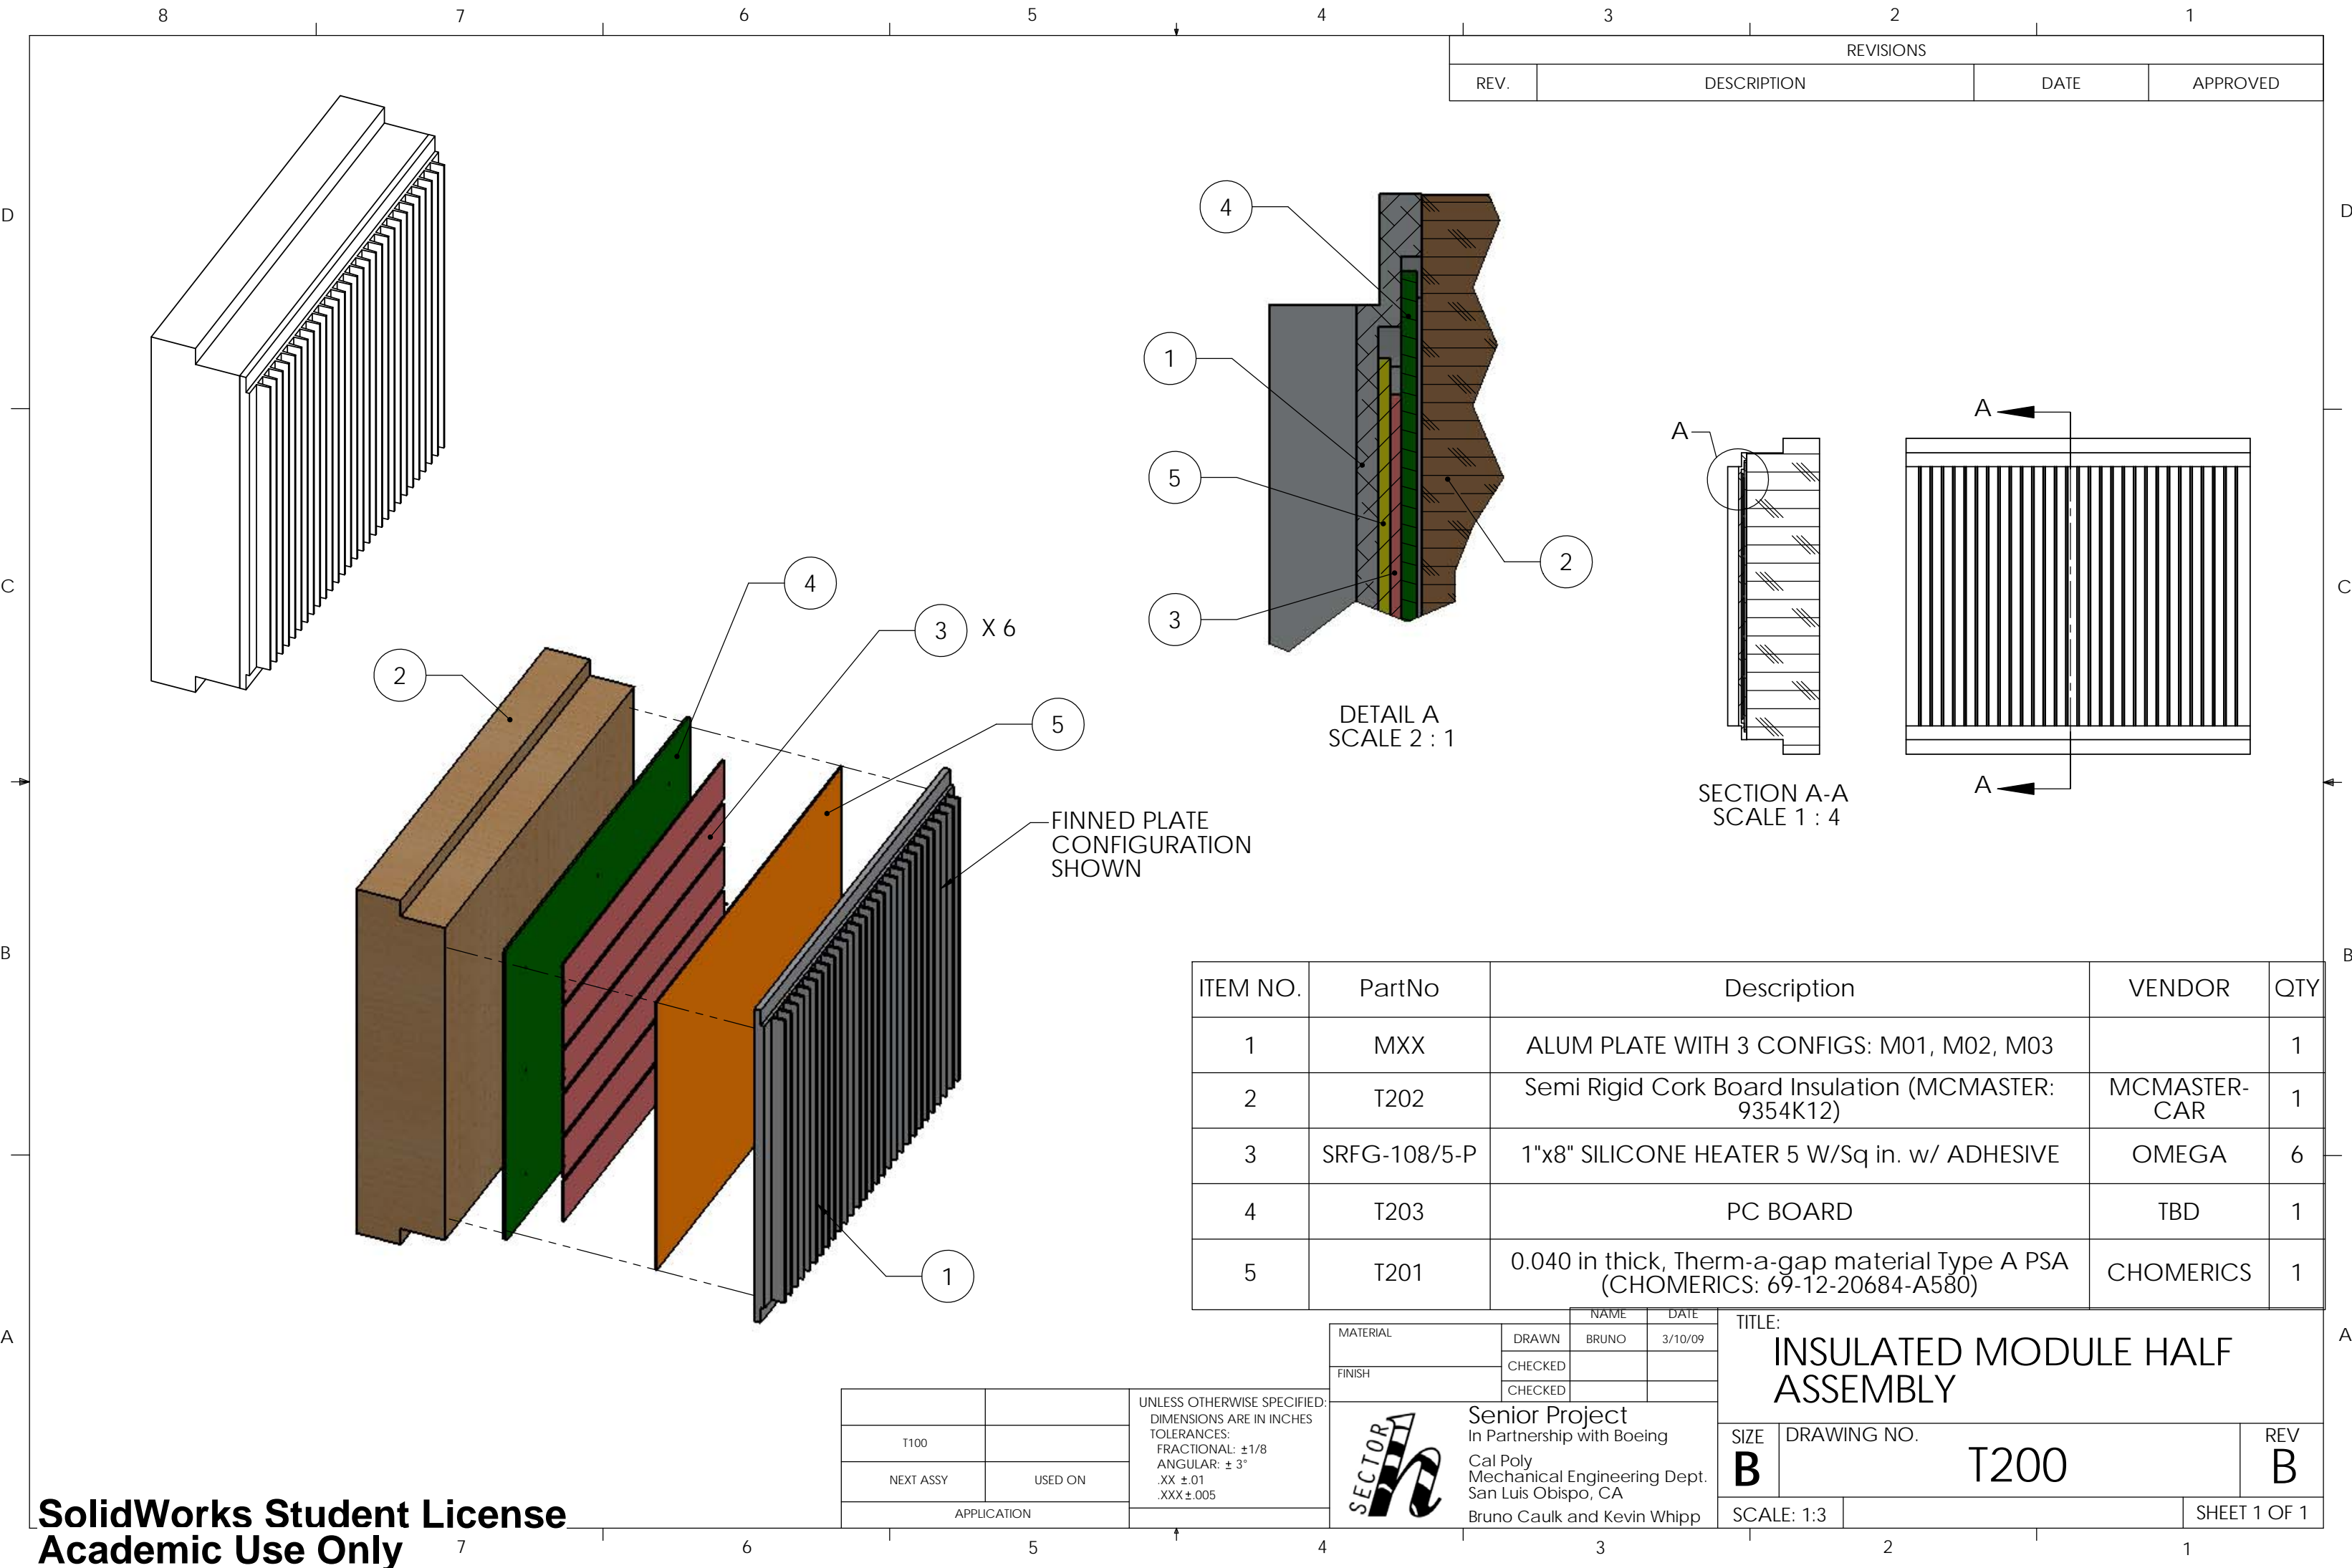 8 7 6 5 4 3 2 1
REVISIONS
REV. DESCRIPTION DATE APPROVED
D D
C C
B B
A A
4
1
5
3
2
DETAIL A
SCALE 2 : 1
A
SECTION A-A
SCALE 1 : 4
A
A
2
4
3 X 6
5
1
FINNED PLATE
CONFIGURATION
SHOWN
ITEM NO. PartNo Description VENDOR QTY
1 MXX ALUM PLATE WITH 3 CONFIGS: M01, M02, M03 1
2 T202 Semi Rigid Cork Board Insulation (MCMASTER:
9354K12) MCMASTER-
CAR 1
3 SRFG-108/5-P 1"x8" SILICONE HEATER 5 W/Sq in. w/ ADHESIVE OMEGA 6
4 T203 PC BOARD TBD 1
5 T201 0.040 in thick, Therm-a-gap material Type A PSA
(CHOMERICS: 69-12-20684-A580) CHOMERICS 1
T100
NEXT ASSY USED ON
APPLICATION
UNLESS OTHERWISE SPECIFIED:
DIMENSIONS ARE IN INCHES
TOLERANCES:
FRACTIONAL: ±1/8
ANGULAR: ± 3°
.XX ±.01
.XXX±.005
MATERIAL
FINISH
NAME DATE
DRAWN BRUNO 3/10/09
CHECKED
CHECKED
SECTOR h
Senior Project
In Partnership with Boeing
Cal Poly
Mechanical Engineering Dept.
San Luis Obispo, CA
Bruno Caulk and Kevin Whipp
TITLE:
INSULATED MODULE HALF
ASSEMBLY
SIZE
B
DRAWING NO.
T200
REV
B
SCALE: 1:3
SHEET 1 OF 1
SolidWorks Student License
Academic Use Only
7 6 5 4 3 2 1